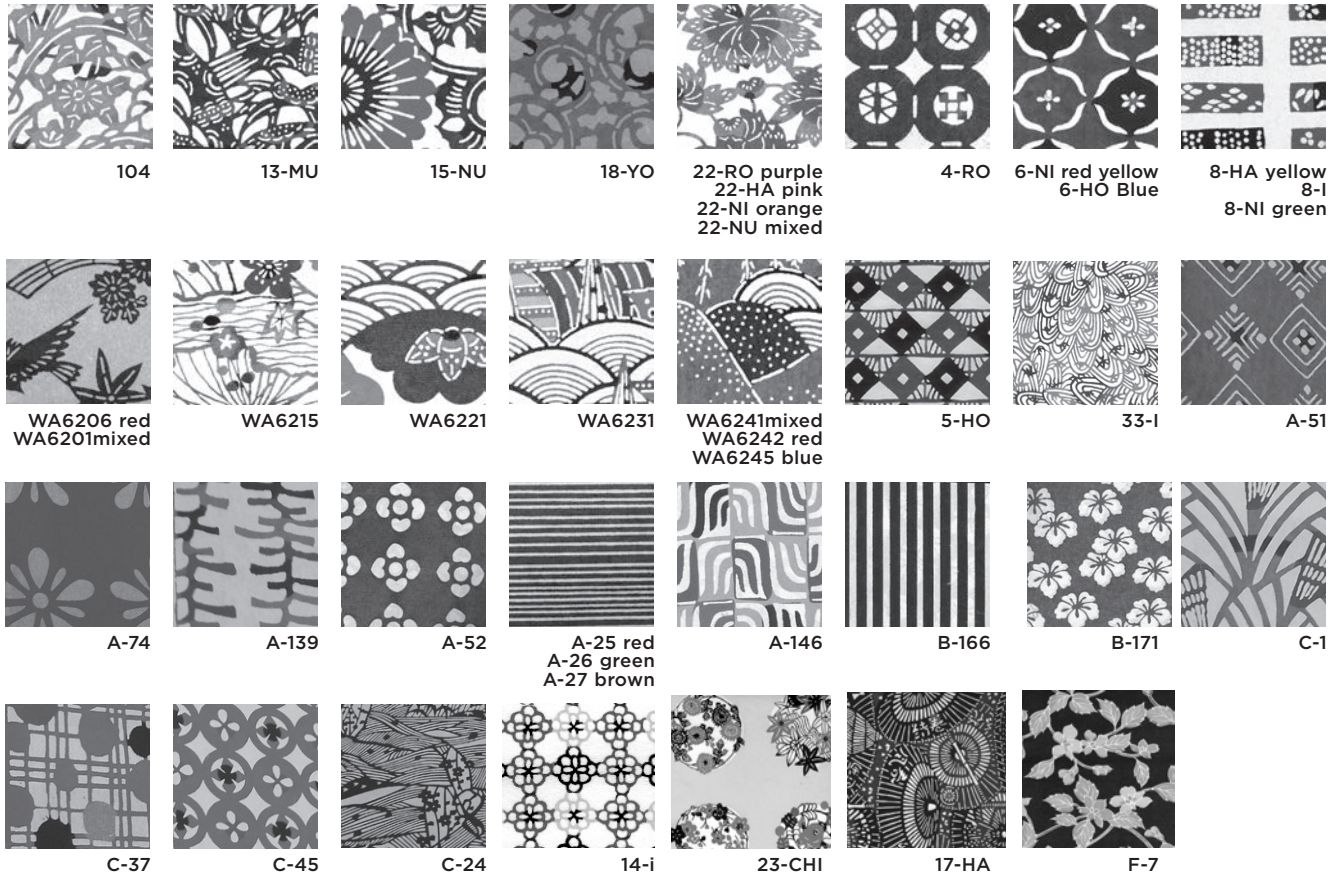 104
13-MU
15-NU
18-YO
22-RO purple
22-HA pink
22-NI orange
22-NU mixed
4-RO
6-NI red yellow
6-HO Blue
8-HA yellow
8-I
8-NI green
WA6206 red
WA6201mixed
WA6215
WA6221
WA6231
WA6241mixed
WA6242 red
WA6245 blue
5-HO
33-I
A-51
A-74
A-139
A-52
A-25 red
A-26 green
A-27 brown
A-146
B-166
B-171
C-1
C-37
C-45
C-24
14-i
23-CHI
17-HA
F-7